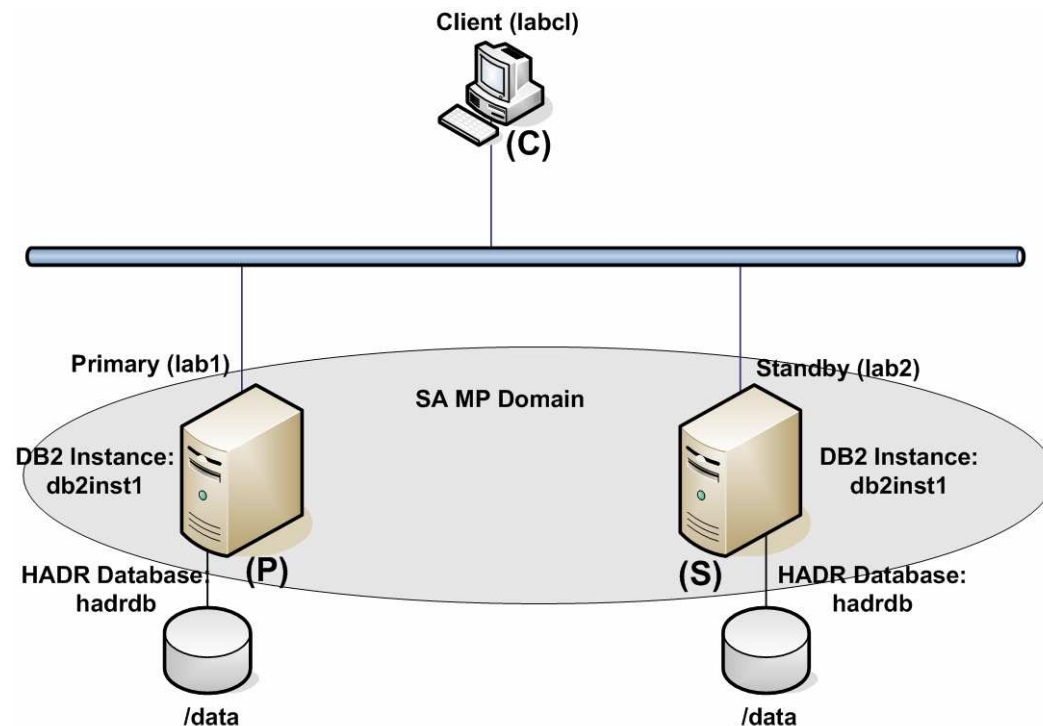 Client (labcl)
(C)
Primary (lab1)
Standby (lab2)
SA MP Domain
DB2 Instance:
db2inst1
DB2 Instance:
db2inst1
(P)
(S)
HADR Database:
hadrdb
HADR Database:
hadrdb
/data
/data